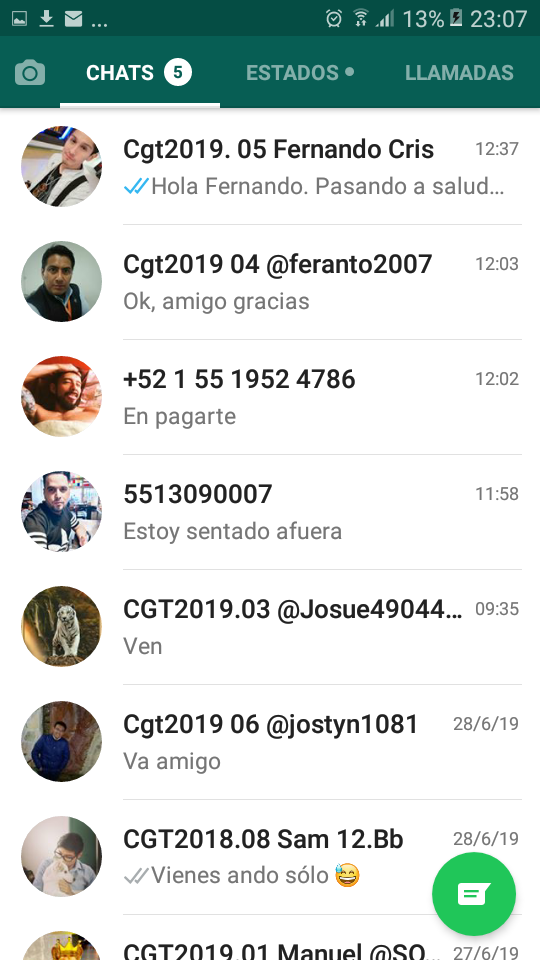 ... 13% 23:07
CHATS 5 ESTADOS LLAMADAS
Cgt2019. 05 Fernando Cris 12:37
Hola Fernando. Pasando a salud...
Cgt2019 04 @feranto2007 12:03
Ok, amigo gracias
+52 1 55 1952 4786 12:02
En pagarte
5513090007 11:58
Estoy sentado afuera
CGT2019.03 @Josue49044... 09:35
Ven
Cgt2019 06 @jostyn1081 28/6/19
Va amigo
CGT2018.08 Sam 12.Bb 28/6/19
Vienes ando sólo 😅
CGT2019.01 Manuel @SO... 27/6/19